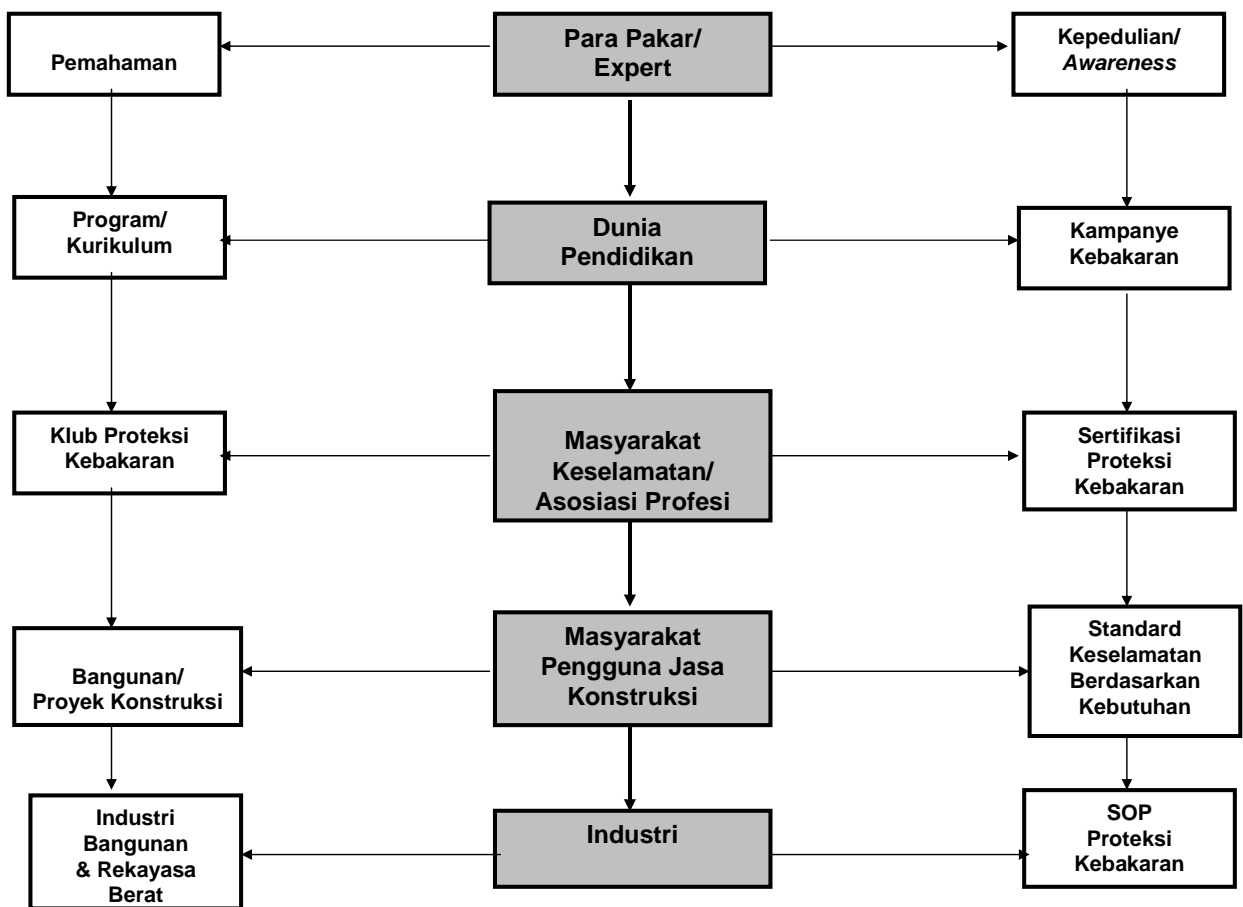 Pemahaman
Para Pakar/
Expert
Kepedulian/
Awareness
Program/
Kurikulum
Dunia
Pendidikan
Kampanye
Kebakaran
Klub Proteksi
Kebakaran
Masyarakat
Keselamatan/
Asosiasi Profesi
Sertifikasi
Proteksi
Kebakaran
Bangunan/
Proyek Konstruksi
Masyarakat
Pengguna Jasa
Konstruksi
Standard
Keselamatan
Berdasarkan
Kebutuhan
Industri
Bangunan
& Rekayasa
Berat
Industri
SOP
Proteksi
Kebakaran